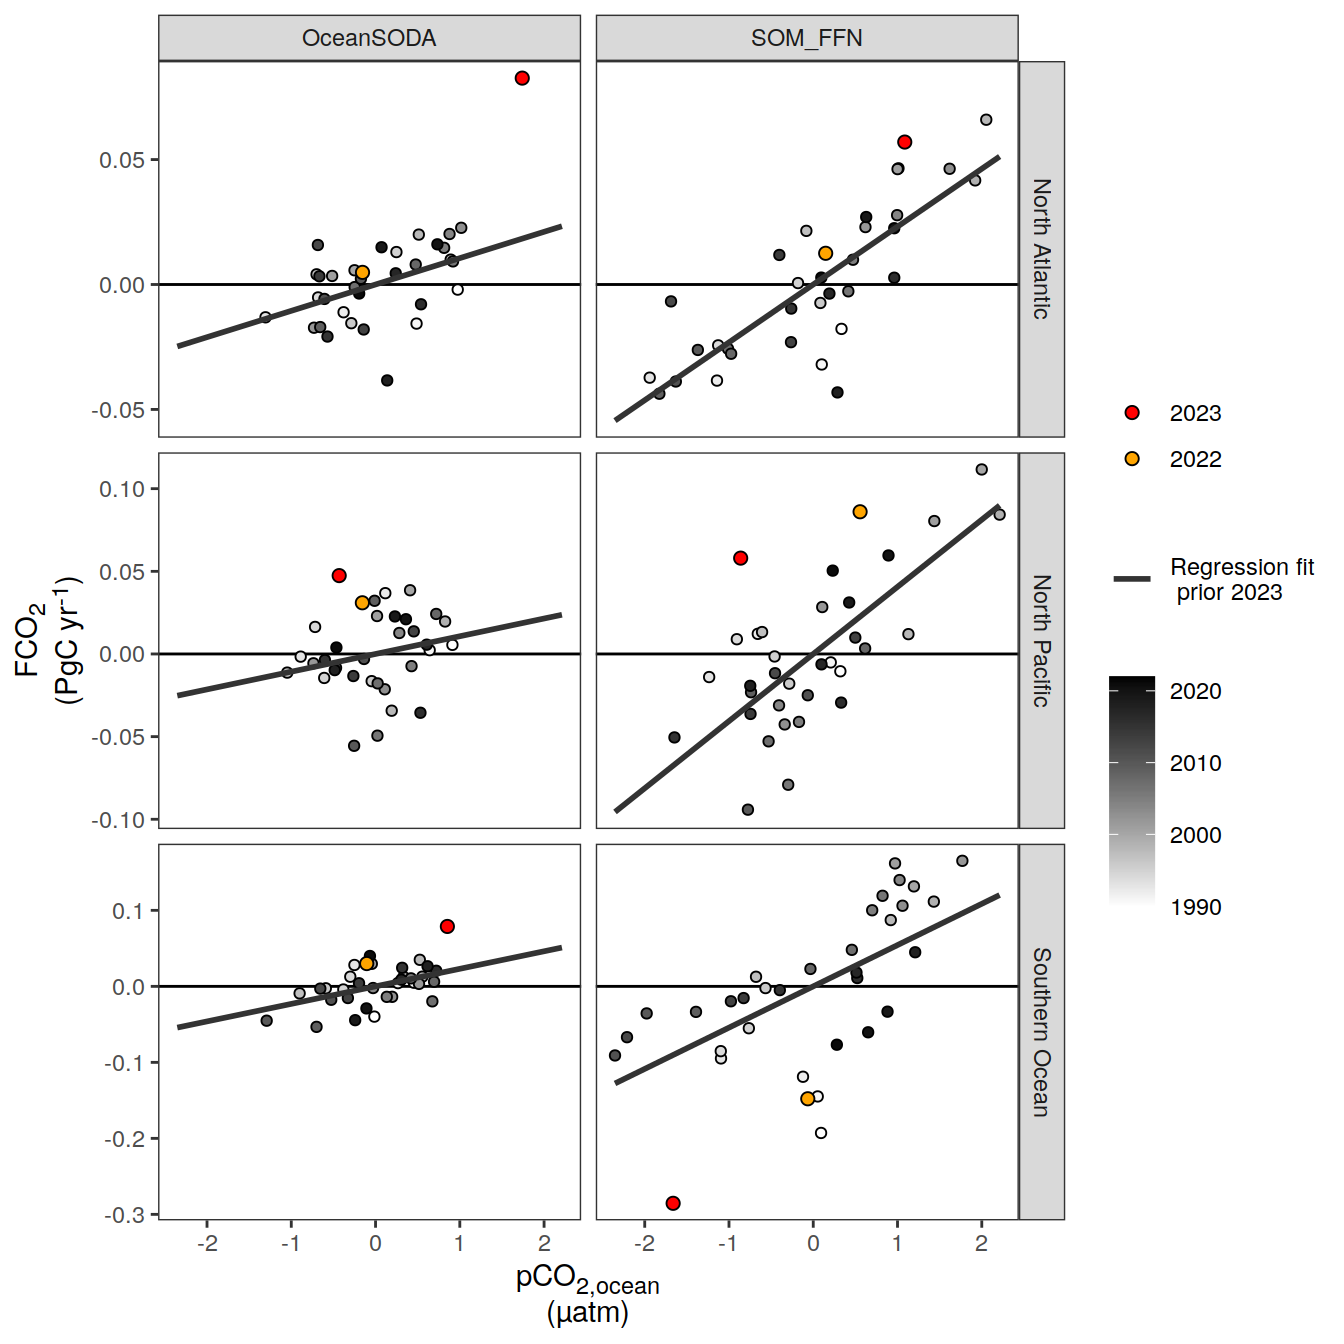 OceanSODA
SOM_FFN
0.05
0.00
-0.05
North Atlantic
0.10
0.05
0.00
-0.05
-0.10
North Pacific
0.1
0.0
-0.1
-0.2
-0.3
Southern Ocean
-2 -1 0 1 2
-2 -1 0 1 2
FCO2
(PgC yr-1)
pCO2,ocean
(µatm)
2023
2022
Regression fit
prior 2023
2020
2010
2000
1990